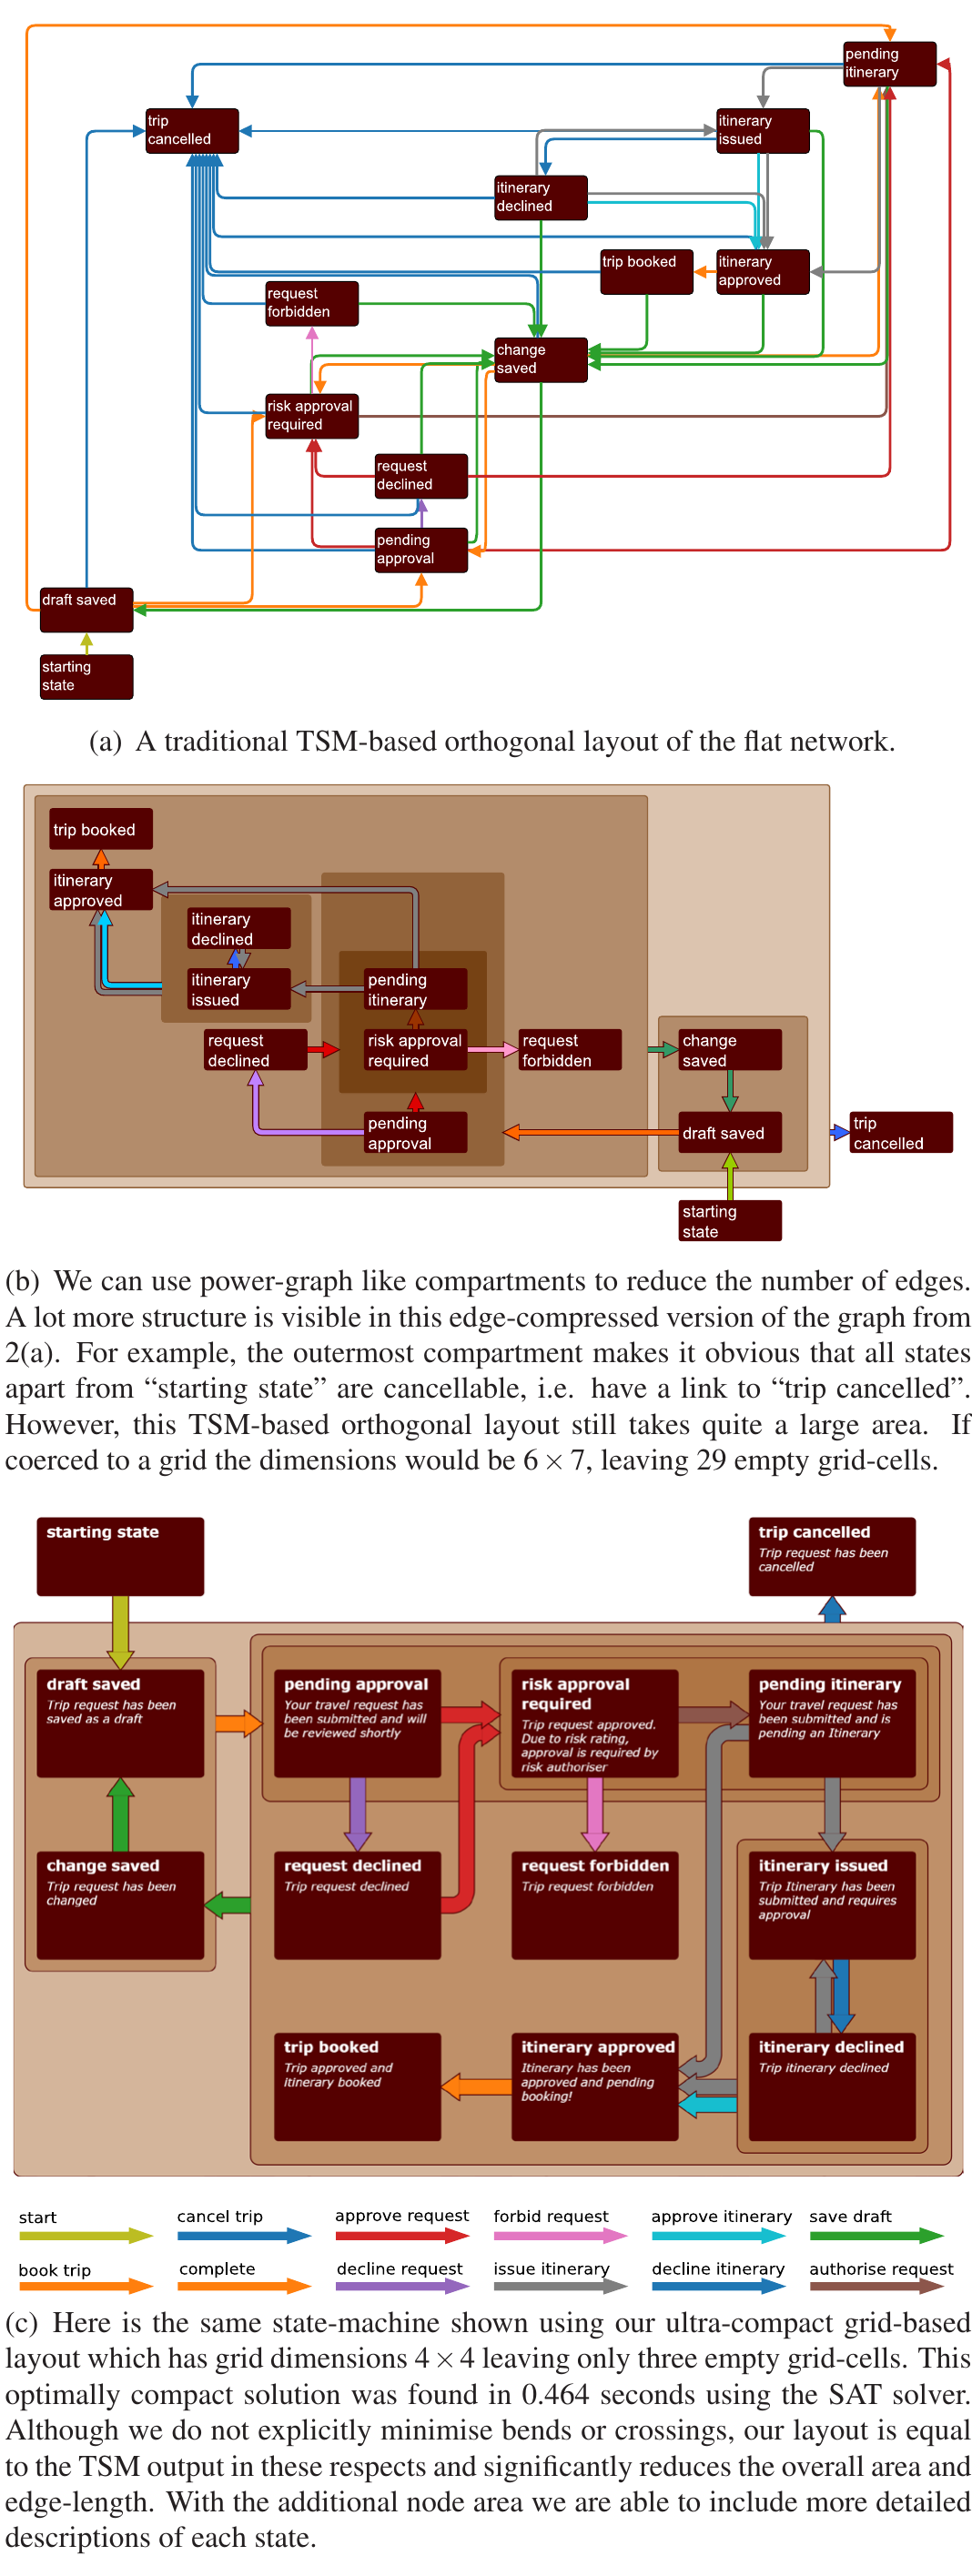 pending
itinerary
trip
cancelled
itinerary
issued
itinerary
declined
trip booked
itinerary
approved
request
forbidden
change
saved
risk approval
required
request
declined
pending
approval
draft saved
starting
state
(a) A traditional TSM-based orthogonal layout of the flat network.
trip booked
itinerary
approved
itinerary
declined
itinerary
issued
pending
itinerary
request
declined
risk approval
required
request
forbidden
change
saved
pending
approval
draft saved
trip
cancelled
starting
state
(b) We can use power-graph like compartments to reduce the number of edges.
A lot more structure is visible in this edge-compressed version of the graph from
2(a). For example, the outermost compartment makes it obvious that all states
apart from “starting state” are cancellable, i.e. have a link to “trip cancelled”.
However, this TSM-based orthogonal layout still takes quite a large area. If
coerced to a grid the dimensions would be 6 × 7, leaving 29 empty grid-cells.
starting state
trip cancelled
Trip request has been
cancelled
draft saved
Trip request has been
saved as a draft
pending approval
Your travel request has
been submitted and will
be reviewed shortly
risk approval
required
Trip request approved.
Due to risk rating,
approval is required by
risk authoriser
pending itinerary
Your travel request has
been submitted and is
pending an Itinerary
change saved
Trip request has been
changed
request declined
Trip request declined
request forbidden
Trip request forbidden
itinerary issued
Trip Itinerary has been
submitted and requires
approval
trip booked
Trip approved and
itinerary booked
itinerary approved
Itinerary has been
approved and pending
booking!
itinerary declined
Trip itinerary declined
start cancel trip approve request forbid request approve itinerary save draft
book trip complete decline request issue itinerary decline itinerary authorise request
(c) Here is the same state-machine shown using our ultra-compact grid-based
layout which has grid dimensions 4 × 4 leaving only three empty grid-cells. This
optimally compact solution was found in 0.464 seconds using the SAT solver.
Although we do not explicitly minimise bends or crossings, our layout is equal
to the TSM output in these respects and significantly reduces the overall area and
edge-length. With the additional node area we are able to include more detailed
descriptions of each state.